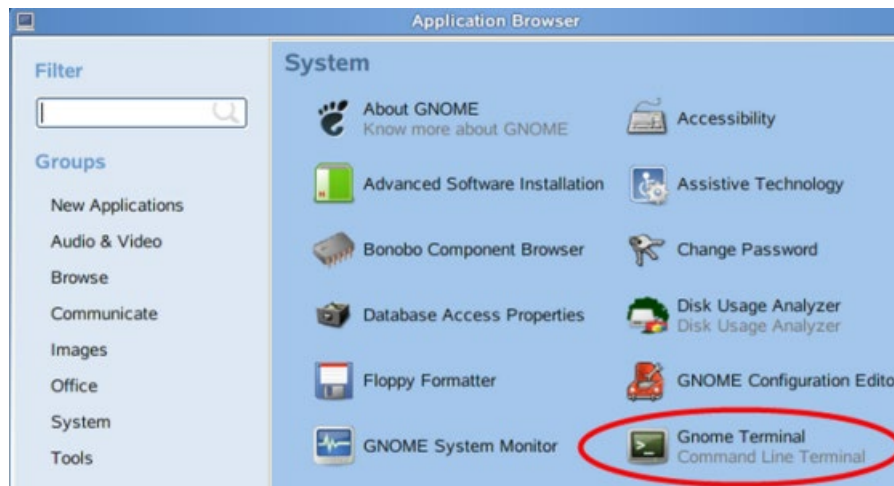 Application Browser
Filter
Groups
New Applications
Audio & Video
Browse
Communicate
Images
Office
System
Tools
System
About GNOME
Know more about GNOME
Accessibility
Advanced Software Installation
Assistive Technology
Bonobo Component Browser
Change Password
Database Access Properties
Disk Usage Analyzer
Disk Usage Analyzer
Floppy Formatter
GNOME Configuration Edito
GNOME System Monitor
Gnome Terminal
Command Line Terminal